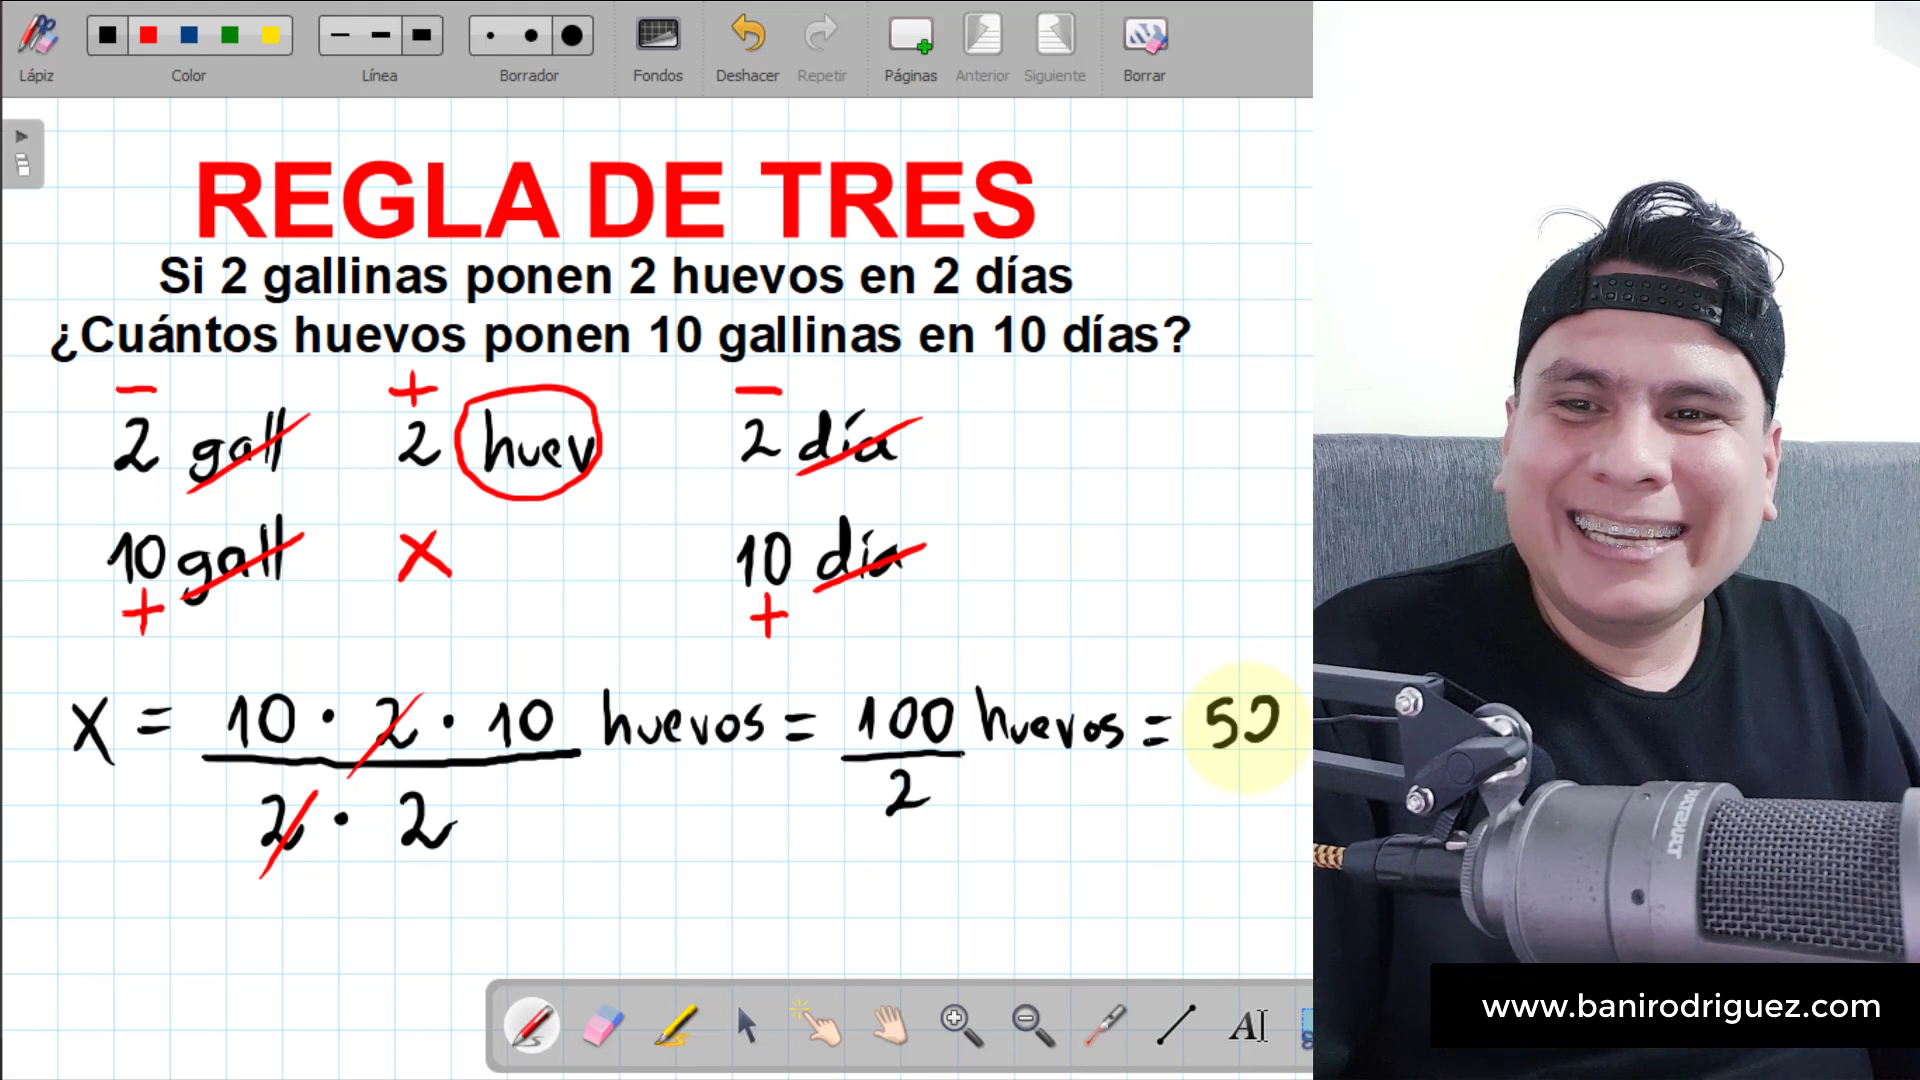 Lápiz Color Línea Borrador Fondos Deshacer Repetir Páginas Anterior Siguiente Borrar
REGLA DE TRES
Si 2 gallinas ponen 2 huevos en 2 días
¿Cuántos huevos ponen 10 gallinas en 10 días?
− + −
2 gall 2 huev 2 día
10 gall x 10 día
+ +
x = 10 · 2 · 10 huevos = 100 huevos = 50
2 · 2 2
AI
www.banirodriguez.com